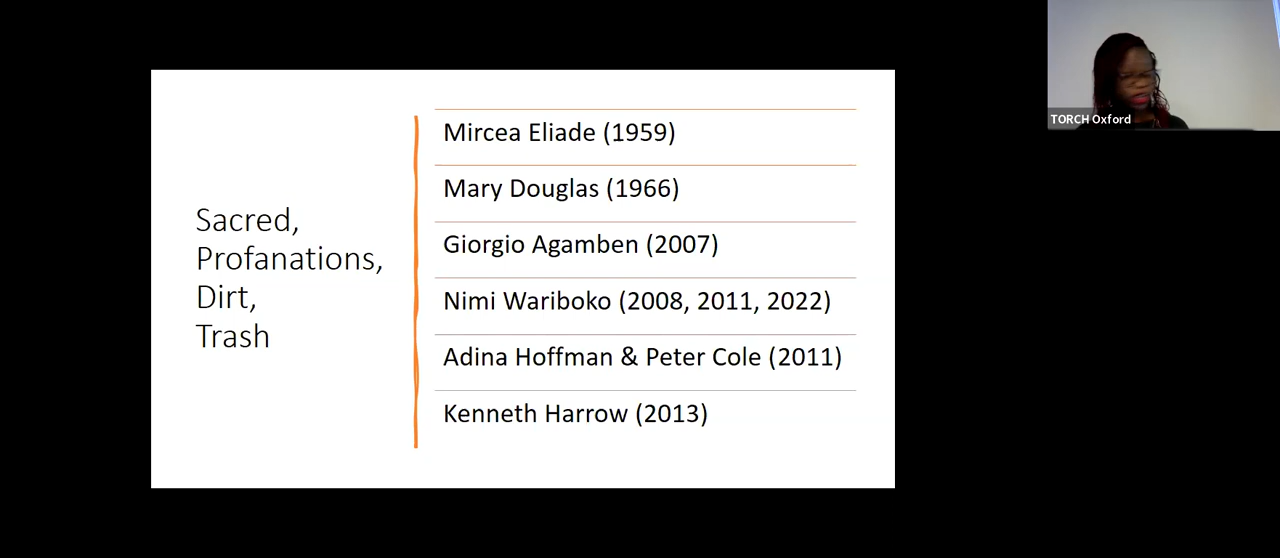 Sacred,
Profanations,
Dirt,
Trash
Mircea Eliade (1959)
Mary Douglas (1966)
Giorgio Agamben (2007)
Nimi Wariboko (2008, 2011, 2022)
Adina Hoffman & Peter Cole (2011)
Kenneth Harrow (2013)
TORCH Oxford